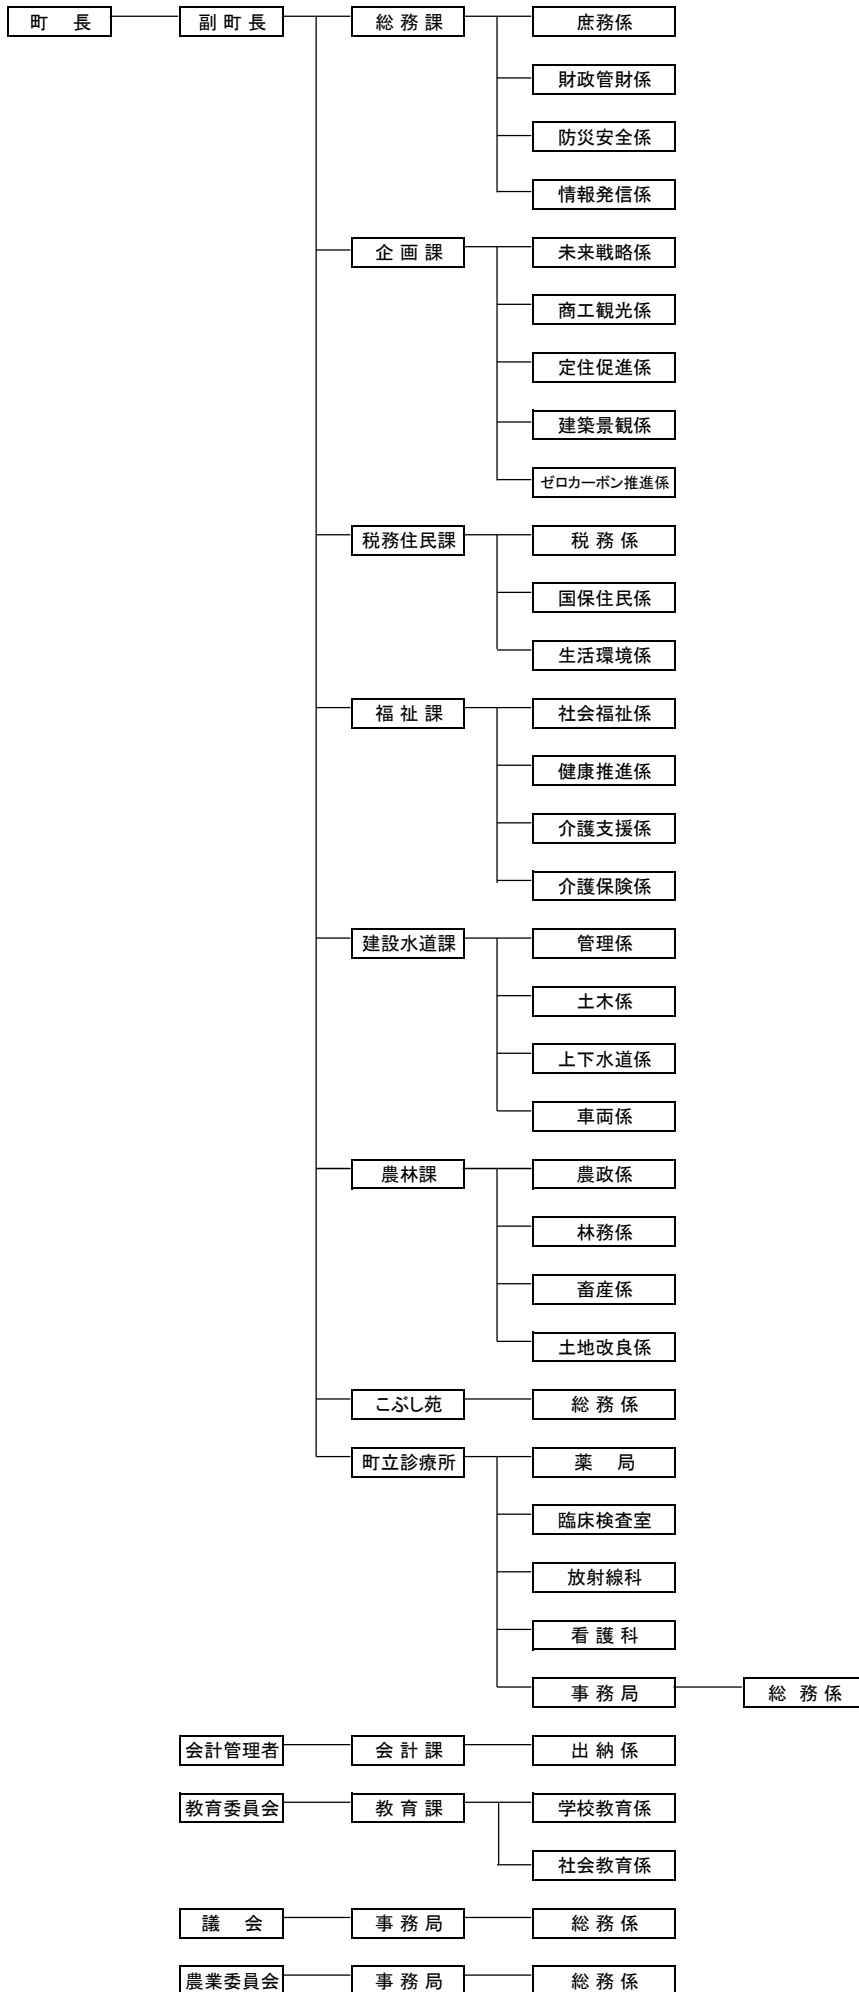 町 長 副町長 総務課 庶務係
財政管財係
防災安全係
情報発信係
企画課 未来戦略係
商工観光係
定住促進係
建築景観係
ゼロカーボン推進係
税務住民課 税務係
国保住民係
生活環境係
福祉課 社会福祉係
健康推進係
介護支援係
介護保険係
建設水道課 管理係
土木係
上下水道係
車両係
農林課 農政係
林務係
畜産係
土地改良係
こぶし苑 総務係
町立診療所 薬 局
臨床検査室
放射線科
看護科
事務局 総務係
会計管理者 会計課 出納係
教育委員会 教育課 学校教育係
社会教育係
議 会 事務局 総務係
農業委員会 事務局 総務係